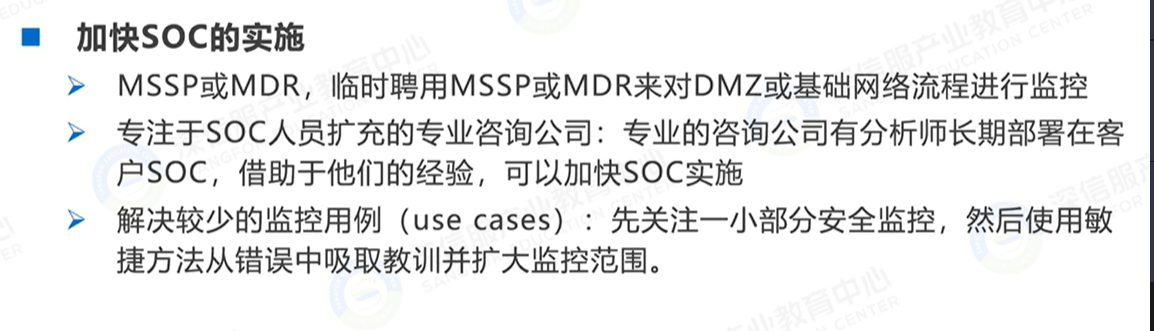 加快SOC的实施
MSSP或MDR，临时聘用MSSP或MDR来对DMZ或基础网络流程进行监控
专注于SOC人员扩充的专业咨询公司：专业的咨询公司有分析师长期部署在客
户SOC，借助于他们的经验，可以加快SOC实施
解决较少的监控用例（use cases）：先关注一小部分安全监控，然后使用敏
捷方法从错误中吸取教训并扩大监控范围。